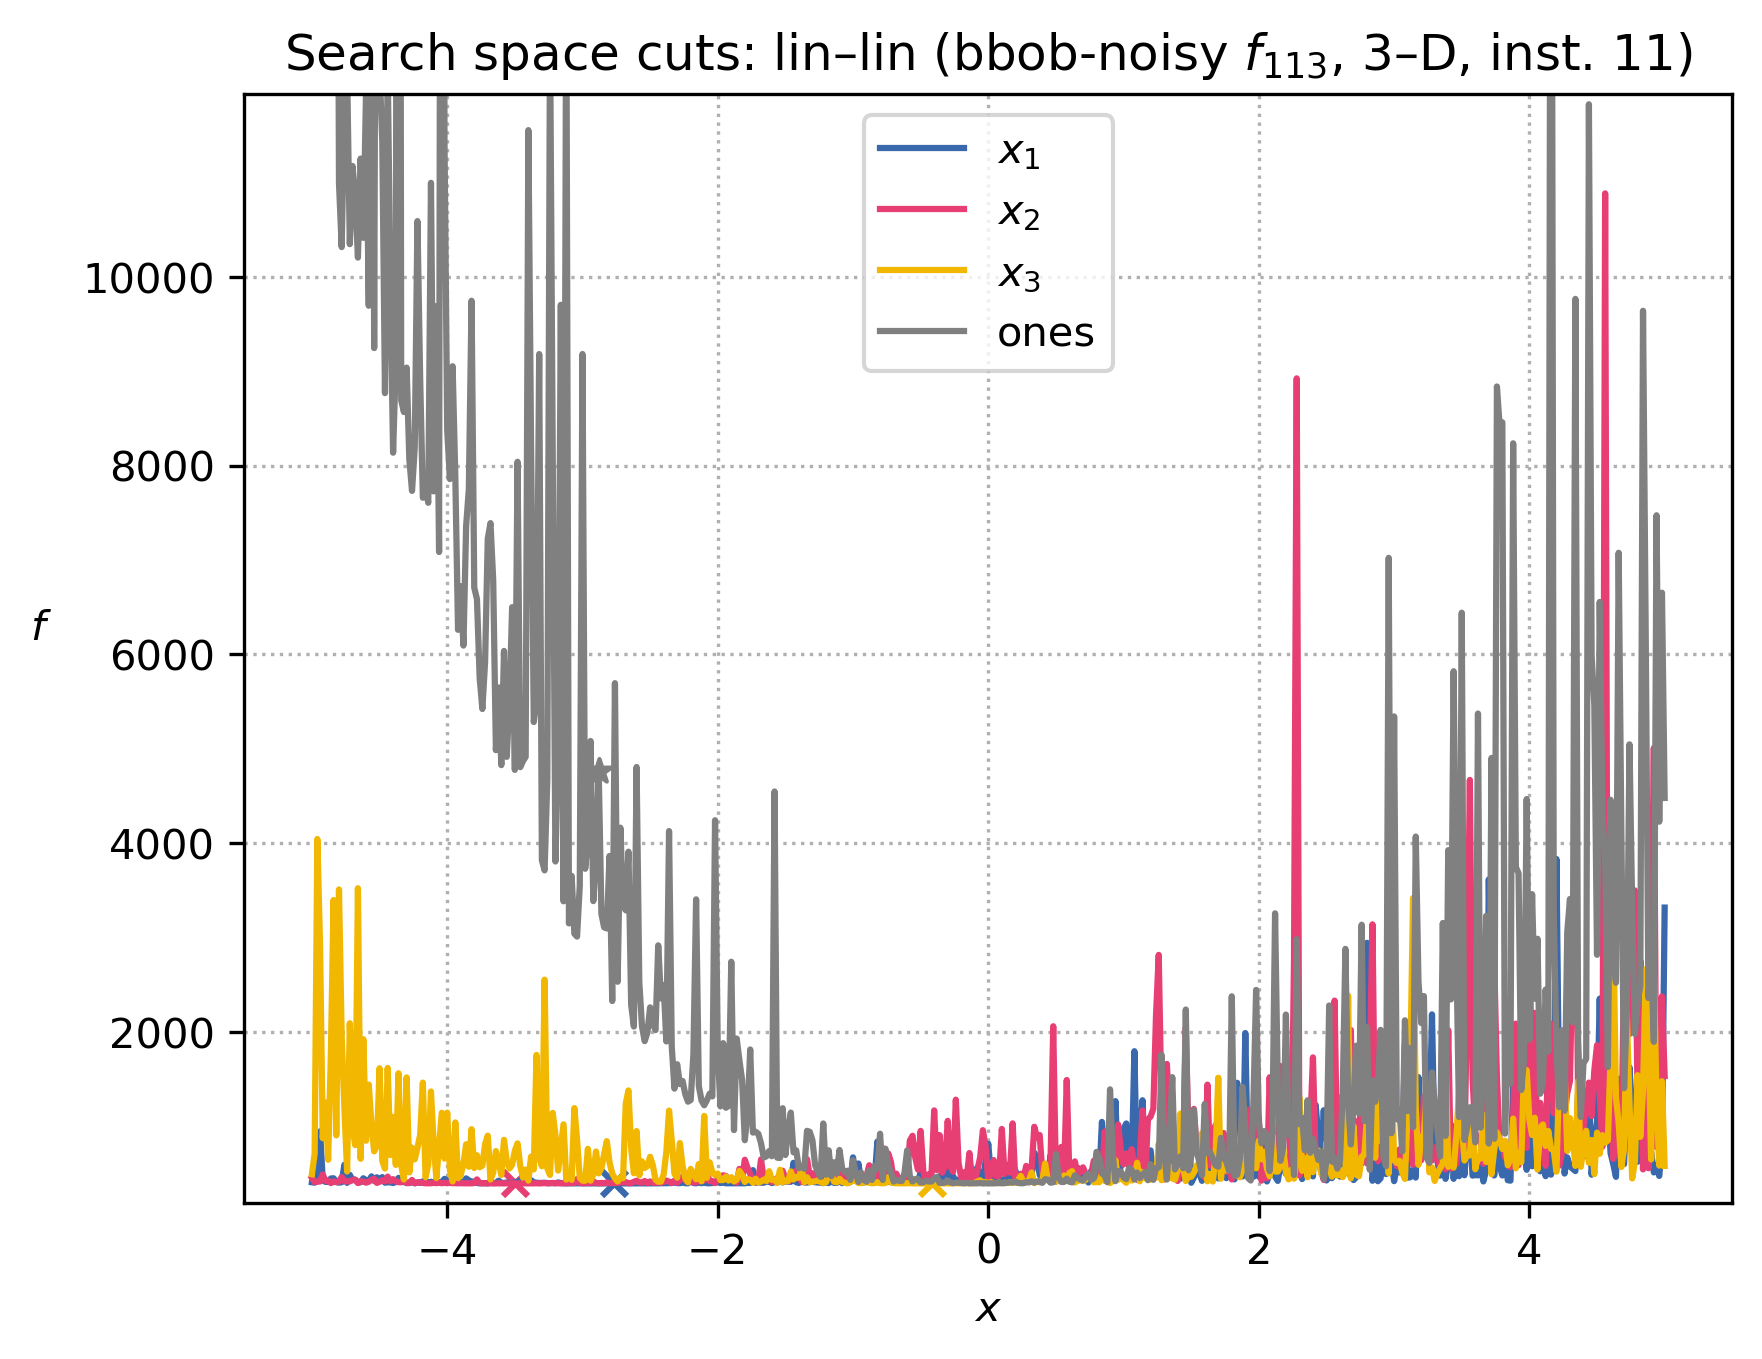 Search space cuts: lin–lin (bbob-noisy f₁₁₃, 3–D, inst. 11)
x₁
x₂
x₃
ones
10000
8000
6000
4000
2000
f
−4 −2 0 2 4
x